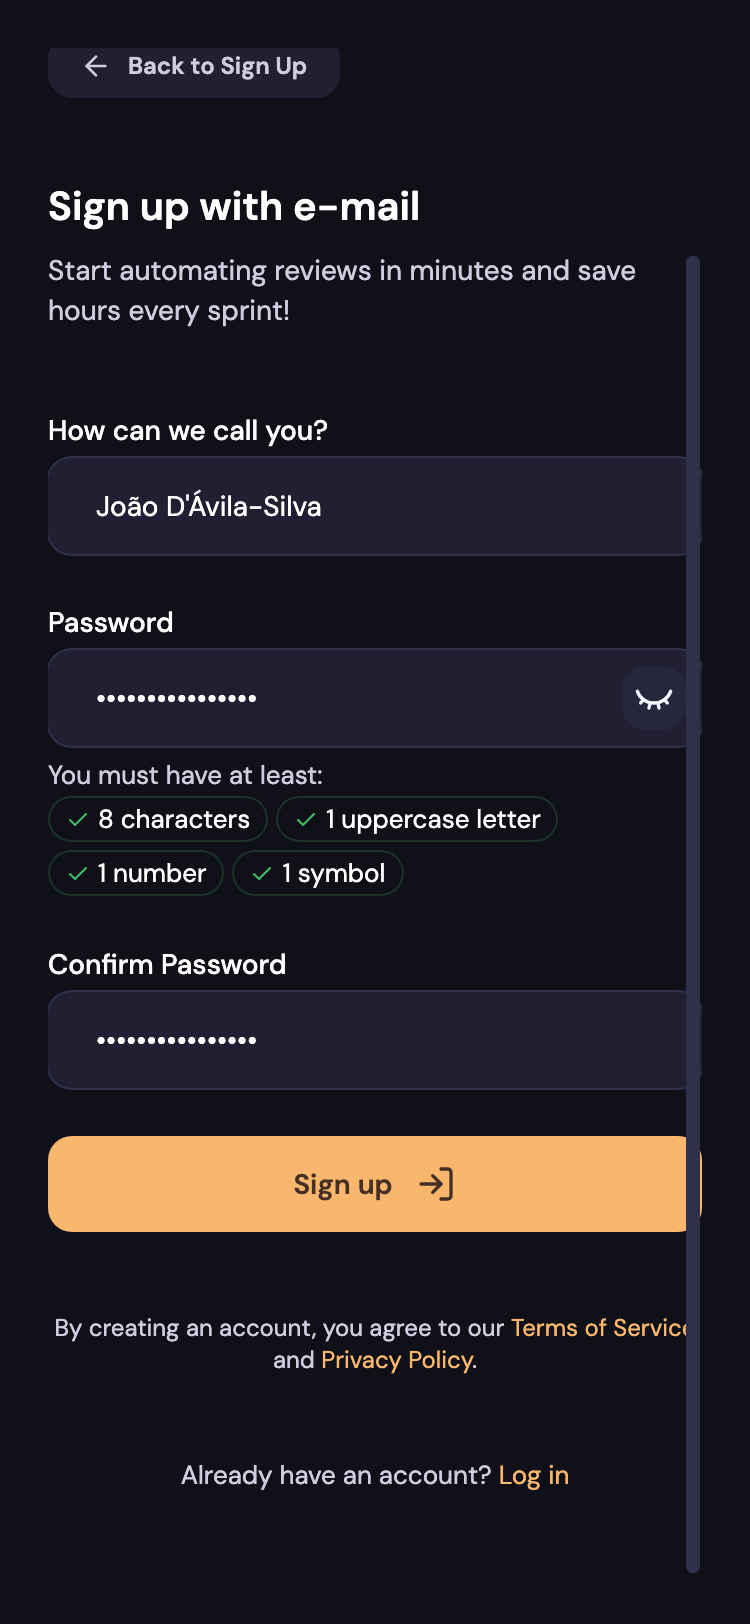 Back to Sign Up
Sign up with e-mail
Start automating reviews in minutes and save
hours every sprint!
How can we call you?
João D'Ávila-Silva
Password
••••••••••••••••
You must have at least:
8 characters
1 uppercase letter
1 number
1 symbol
Confirm Password
••••••••••••••••
Sign up
By creating an account, you agree to our Terms of Service
and Privacy Policy.
Already have an account? Log in